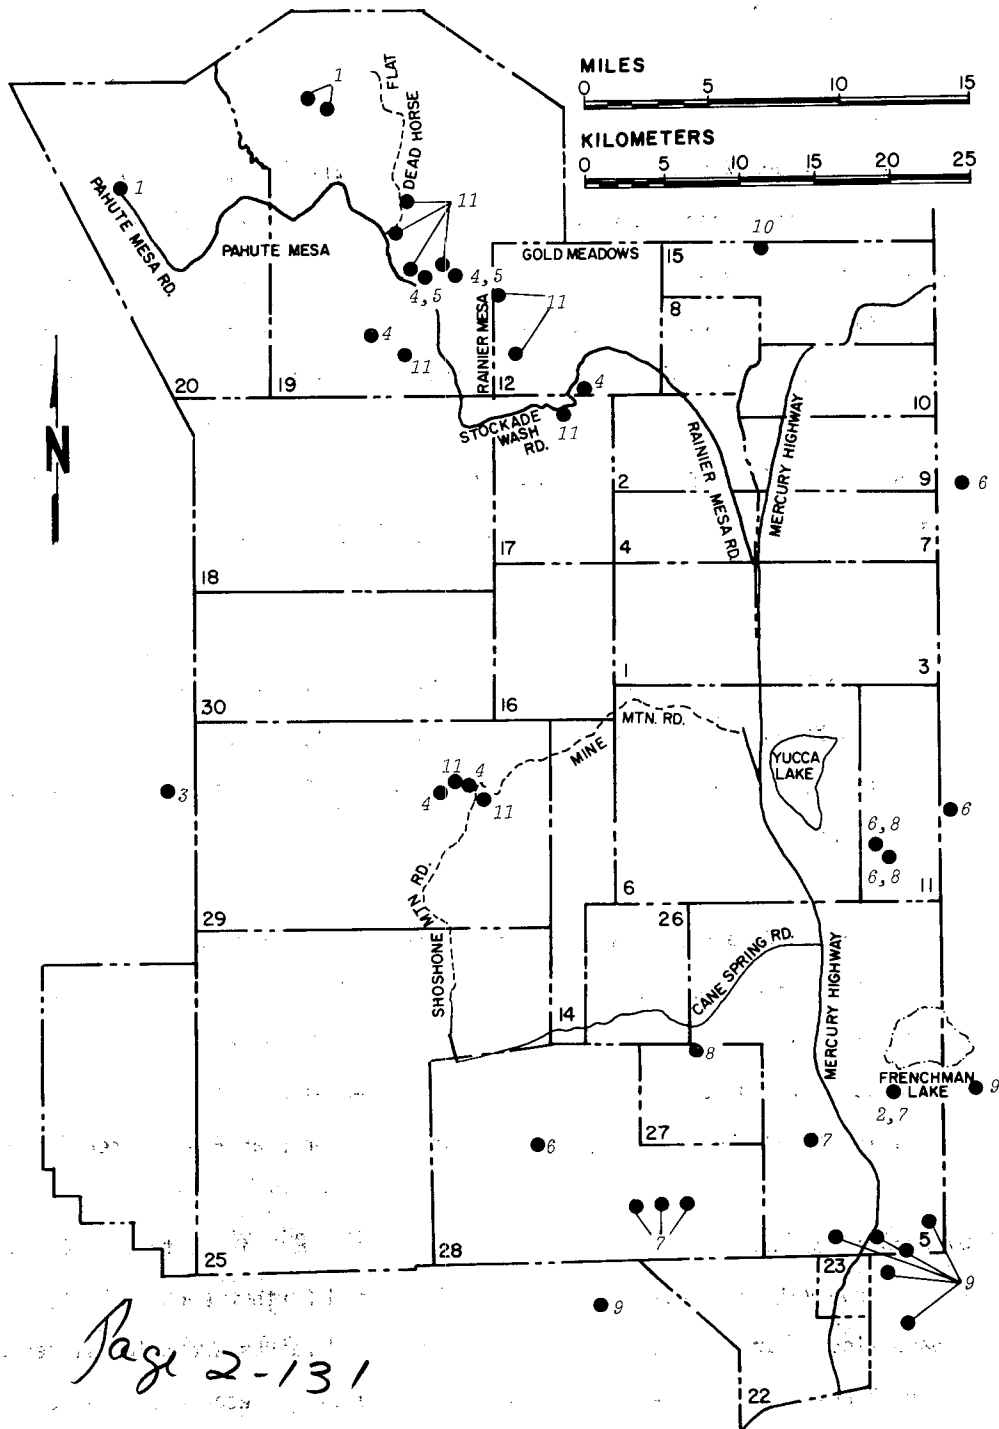 MILES
0 5 10 15
KILOMETERS
0 5 10 15 20 25
1
FLAT
DEAD HORSE
1
PAHUTE MESA RD.
PAHUTE MESA
11
10
GOLD MEADOWS
15
4,5
4,5
RAINIER MESA
11
8
4
11
20
19
12
4
10
STOCKADE
WASH
RD.
11
RAINIER MESA RD.
MERCURY HIGHWAY
N
2
9
6
17
4
7
18
1
3
30
16
MTN. RD.
MINE
YUCCA
LAKE
11
4
3
4
11
6
6,8
6,8
MTN RD.
6
11
29
26
SHOSHONE
CANE SPRING RD.
MERCURY HIGHWAY
14
8
FRENCHMAN
LAKE
9
2,7
27
7
6
7
5
25
28
23
9
9
22
Page 2-131